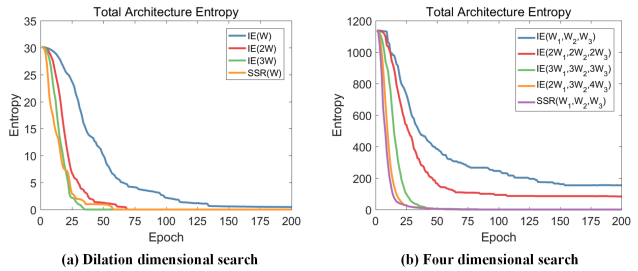 Total Architecture Entropy
35
30
25
20
15
10
5
0
Entropy
IE(W)
IE(2W)
IE(3W)
SSR(W)
0 25 50 75 100 125 150 175 200
Epoch
(a) Dilation dimensional search
Total Architecture Entropy
1200
1000
800
600
400
200
0
Entropy
IE(W₁,W₂,W₃)
IE(2W₁,2W₂,2W₃)
IE(3W₁,3W₂,3W₃)
IE(2W₁,3W₂,4W₃)
SSR(W₁,W₂,W₃)
0 25 50 75 100 125 150 175 200
Epoch
(b) Four dimensional search